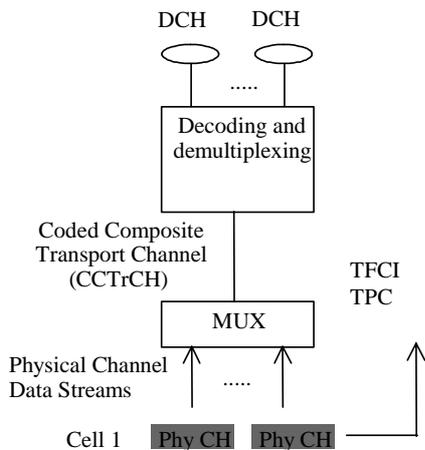 DCH DCH
.....
Decoding and
demultiplexing
Coded Composite
Transport Channel
(CCTrCH)
TFCI
TPC
MUX
Physical Channel
Data Streams
.....
Cell 1 Phy CH Phy CH